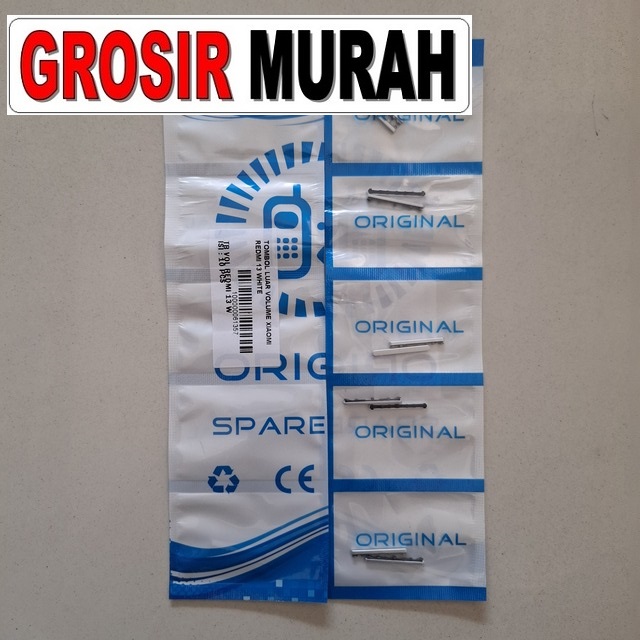 GROSIR MURAH
ORIGINAL
ORIGINAL
ORIGINAL
ORIGINAL
ORIGINAL
TOMBOL LUAR VOLUME XIAOMI
REDMI 13 WHITE
100000061357
TB VOL REDMI 13 W
ISI : 10 PCS
ORIG
SPARE
CE